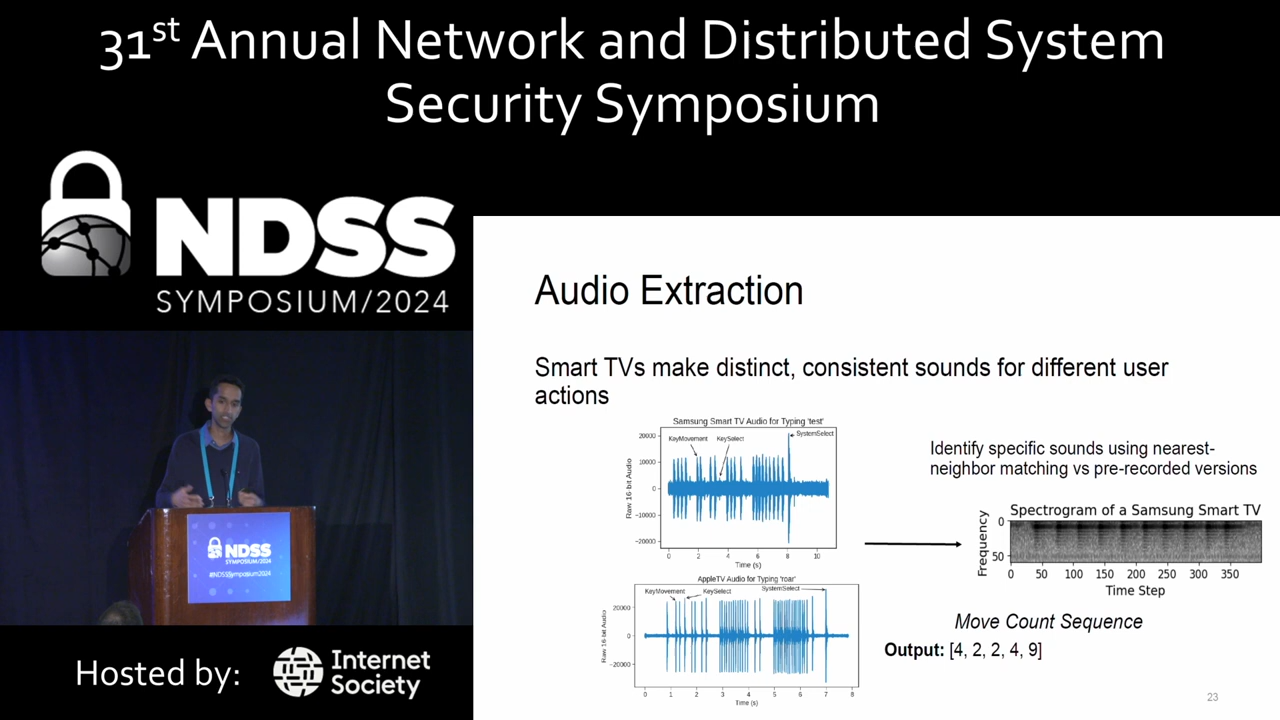 31st Annual Network and Distributed System
Security Symposium
NDSS
SYMPOSIUM/2024
Audio Extraction
Smart TVs make distinct, consistent sounds for different user
actions
Samsung Smart TV Audio for Typing 'test'
KeyMovement
KeySelect
SystemSelect
Raw 16-bit Audio
20000
10000
0
−10000
−20000
0 2 4 6 8 10
Time (s)
AppleTV Audio for Typing 'roar'
KeyMovement
KeySelect
SystemSelect
Raw 16-bit Audio
20000
0
−20000
0 1 2 3 4 5 6 7 8
Time (s)
Identify specific sounds using nearest-
neighbor matching vs pre-recorded versions
Spectrogram of a Samsung Smart TV
Frequency
0
50
0 50 100 150 200 250 300 350
Time Step
Move Count Sequence
Output: [4, 2, 2, 4, 9]
23
NDSS
SYMPOSIUM/2024
#NDSSSymposium2024
Hosted by:
Internet
Society